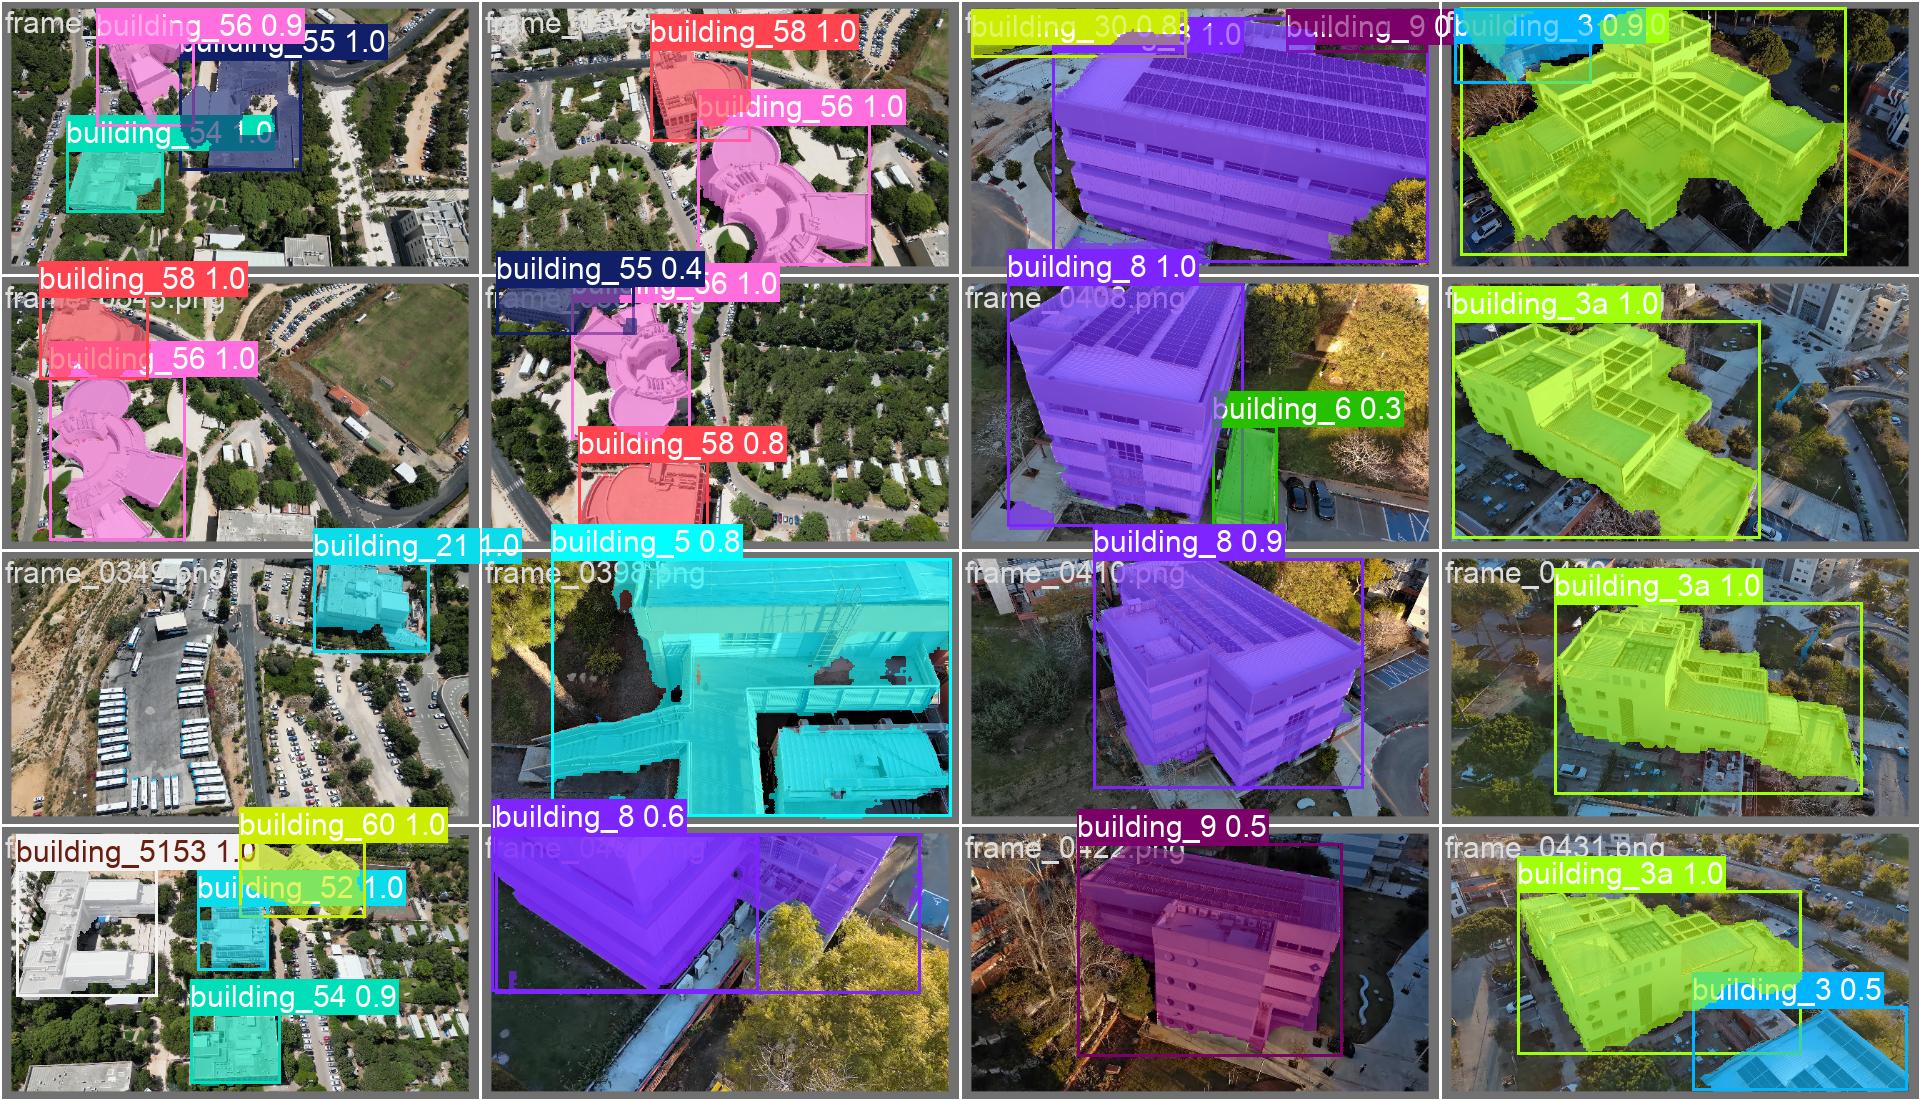 frame_
building_56 0.9
building_55 1.0
building_54 1.0
building_58 1.0
building_56 1.0
building_30 0.8
1.0
building_9 0
building_3 0.9
building_58 1.0
building_56 1.0
building_55 0.4
building_56 1.0
building_8 1.0
frame_0408.png
building_6 0.3
building_3a 1.0
frame_0349.png
building_21 1.0
frame_0398.png
building_5 0.8
frame_0410.png
building_8 0.9
building_58 0.8
building_3a 1.0
building_5153 1.0
building_60 1.0
building_52 1.0
building_54 0.9
building_8 0.6
frame_0422.png
building_9 0.5
frame_0431.png
building_3a 1.0
building_3 0.5